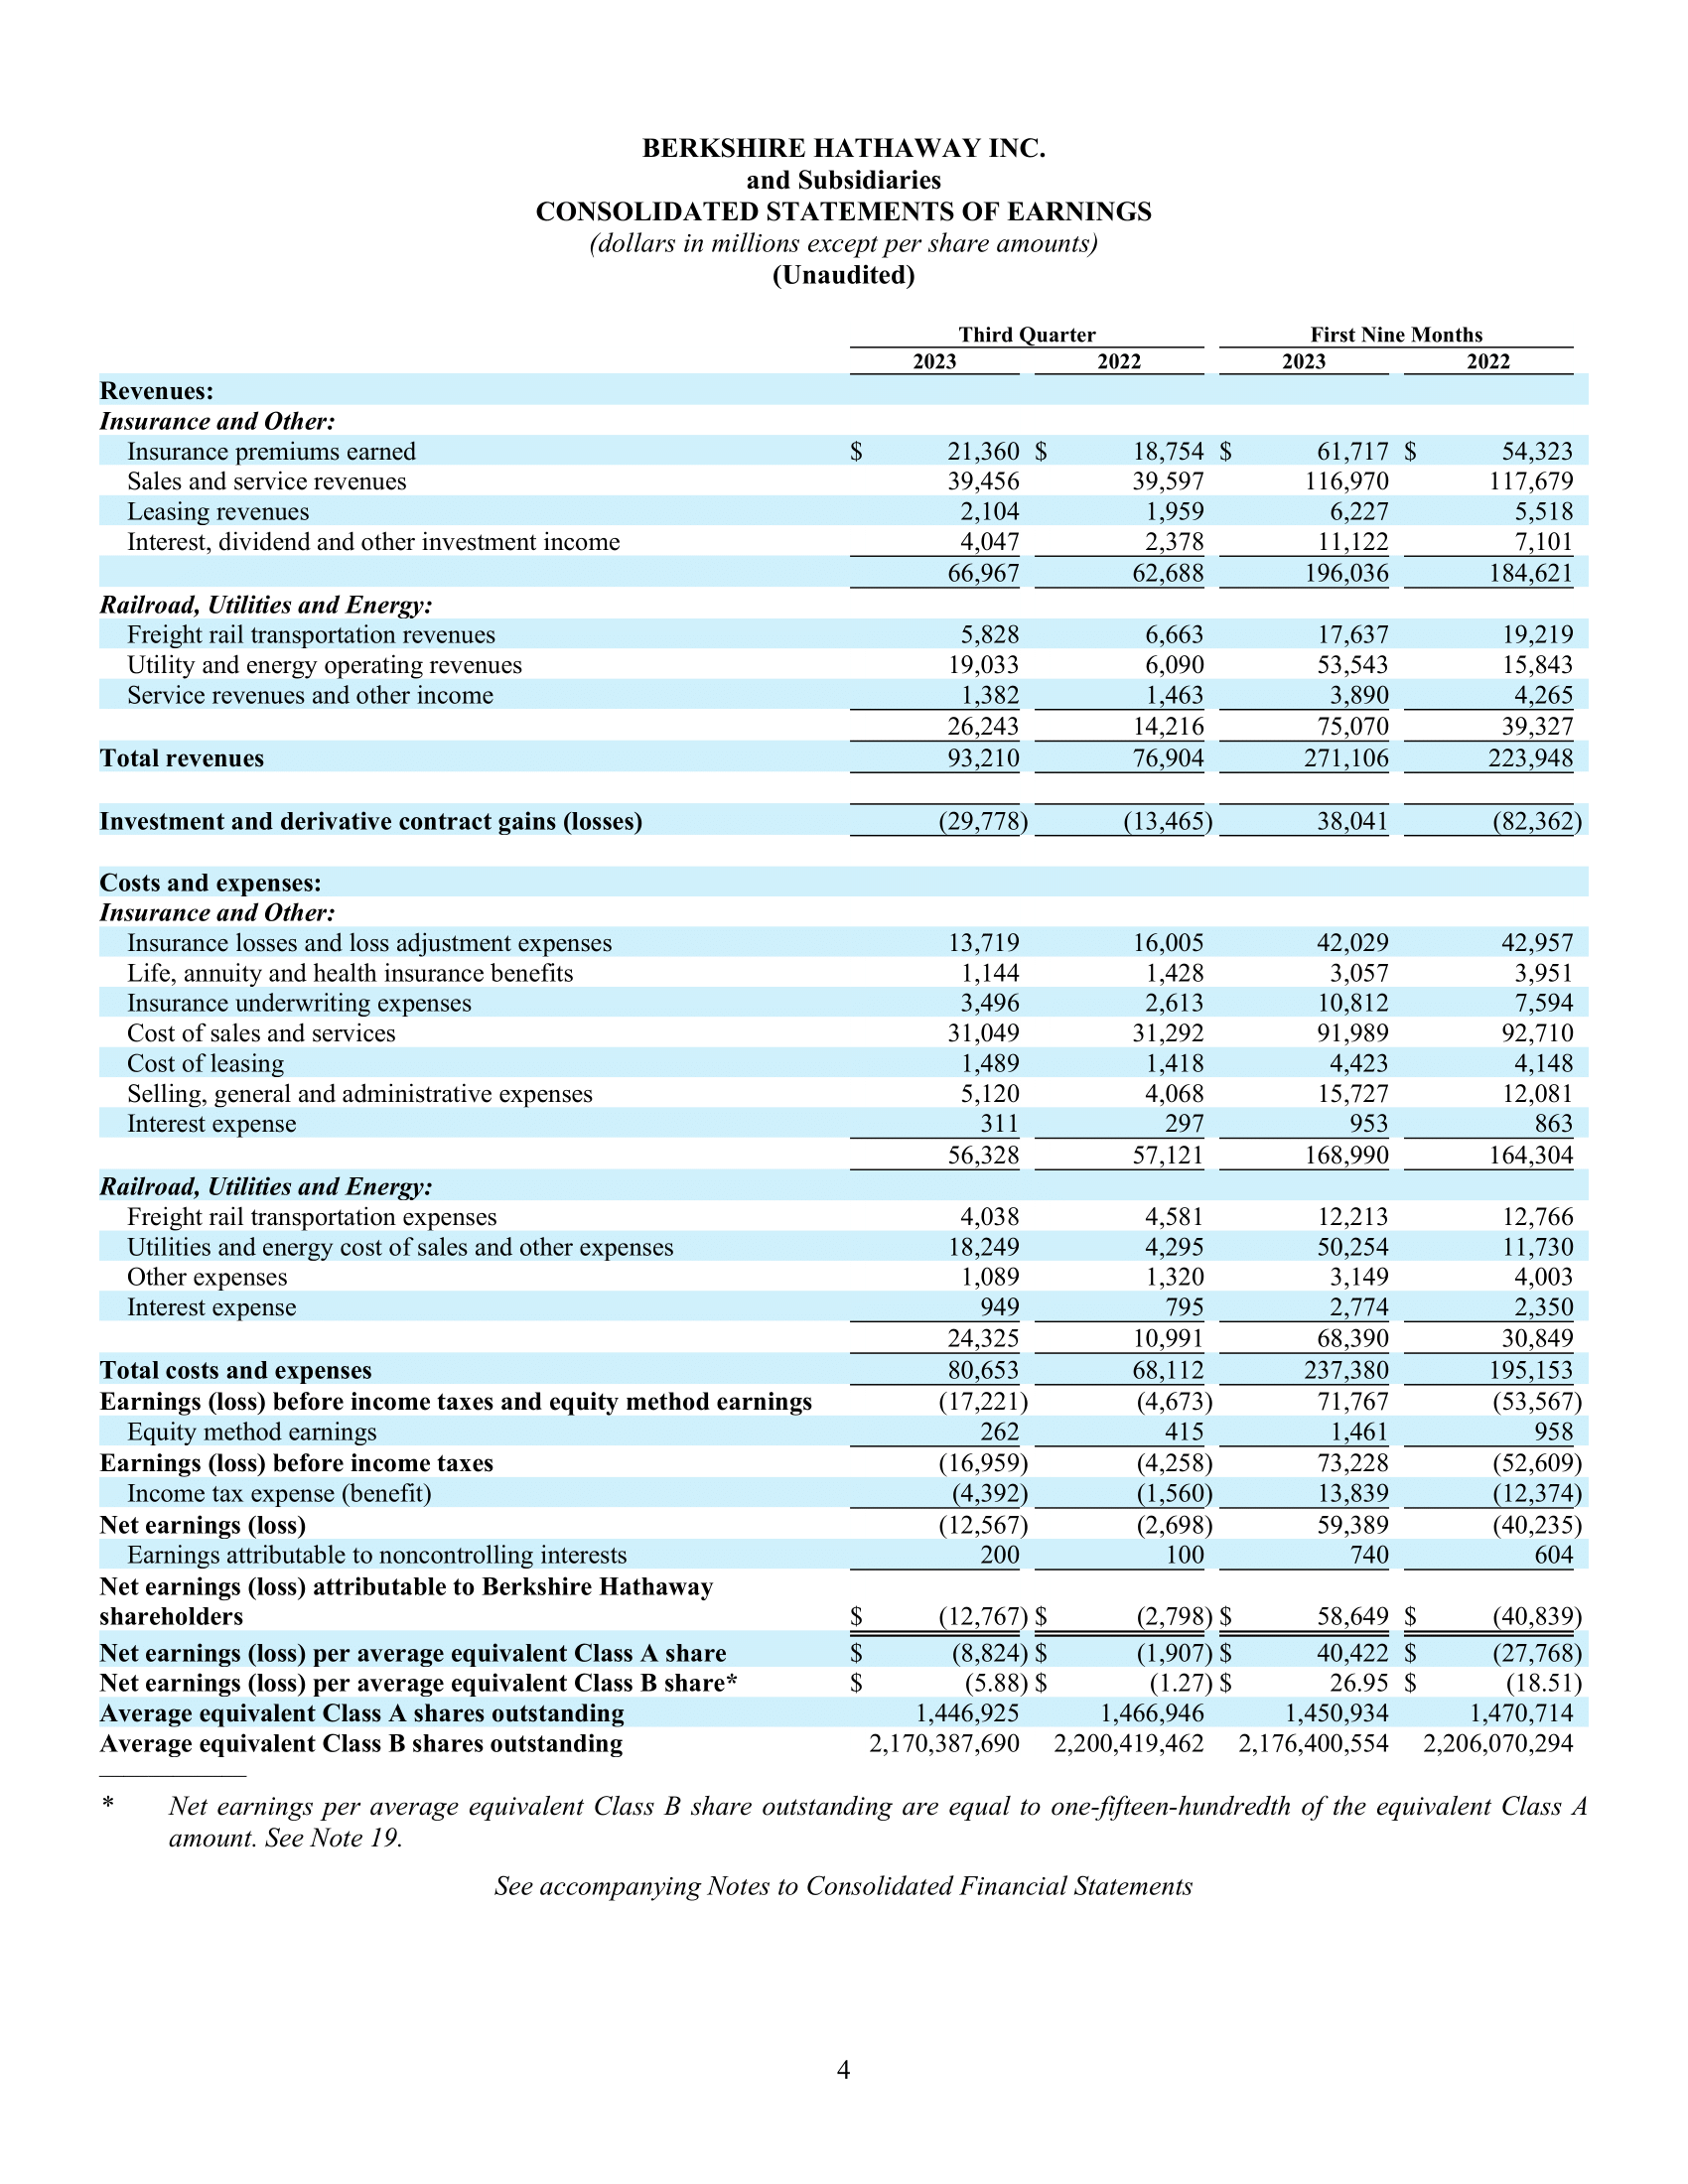 BERKSHIRE HATHAWAY INC.
and Subsidiaries
CONSOLIDATED STATEMENTS OF EARNINGS
(dollars in millions except per share amounts)
(Unaudited)
Third Quarter First Nine Months
2023 2022 2023 2022
Revenues:
Insurance and Other:
Insurance premiums earned $ 21,360 $ 18,754 $ 61,717 $ 54,323
Sales and service revenues 39,456 39,597 116,970 117,679
Leasing revenues 2,104 1,959 6,227 5,518
Interest, dividend and other investment income 4,047 2,378 11,122 7,101
66,967 62,688 196,036 184,621
Railroad, Utilities and Energy:
Freight rail transportation revenues 5,828 6,663 17,637 19,219
Utility and energy operating revenues 19,033 6,090 53,543 15,843
Service revenues and other income 1,382 1,463 3,890 4,265
26,243 14,216 75,070 39,327
Total revenues 93,210 76,904 271,106 223,948
Investment and derivative contract gains (losses) (29,778) (13,465) 38,041 (82,362)
Costs and expenses:
Insurance and Other:
Insurance losses and loss adjustment expenses 13,719 16,005 42,029 42,957
Life, annuity and health insurance benefits 1,144 1,428 3,057 3,951
Insurance underwriting expenses 3,496 2,613 10,812 7,594
Cost of sales and services 31,049 31,292 91,989 92,710
Cost of leasing 1,489 1,418 4,423 4,148
Selling, general and administrative expenses 5,120 4,068 15,727 12,081
Interest expense 311 297 953 863
56,328 57,121 168,990 164,304
Railroad, Utilities and Energy:
Freight rail transportation expenses 4,038 4,581 12,213 12,766
Utilities and energy cost of sales and other expenses 18,249 4,295 50,254 11,730
Other expenses 1,089 1,320 3,149 4,003
Interest expense 949 795 2,774 2,350
24,325 10,991 68,390 30,849
Total costs and expenses 80,653 68,112 237,380 195,153
Earnings (loss) before income taxes and equity method earnings (17,221) (4,673) 71,767 (53,567)
Equity method earnings 262 415 1,461 958
Earnings (loss) before income taxes (16,959) (4,258) 73,228 (52,609)
Income tax expense (benefit) (4,392) (1,560) 13,839 (12,374)
Net earnings (loss) (12,567) (2,698) 59,389 (40,235)
Earnings attributable to noncontrolling interests 200 100 740 604
Net earnings (loss) attributable to Berkshire Hathaway
shareholders $ (12,767) $ (2,798) $ 58,649 $ (40,839)
Net earnings (loss) per average equivalent Class A share $ (8,824) $ (1,907) $ 40,422 $ (27,768)
Net earnings (loss) per average equivalent Class B share* $ (5.88) $ (1.27) $ 26.95 $ (18.51)
Average equivalent Class A shares outstanding 1,446,925 1,466,946 1,450,934 1,470,714
Average equivalent Class B shares outstanding 2,170,387,690 2,200,419,462 2,176,400,554 2,206,070,294
* Net earnings per average equivalent Class B share outstanding are equal to one-fifteen-hundredth of the equivalent Class A
amount. See Note 19.
See accompanying Notes to Consolidated Financial Statements
4